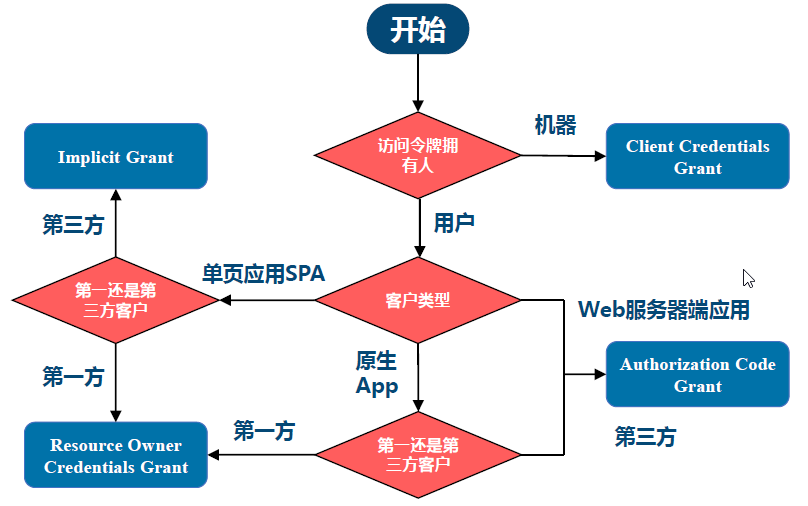 开始
访问令牌拥
有人
机器
Client Credentials
Grant
Implicit Grant
用户
第三方
第一还是第
三方客户
单页应用SPA
客户类型
Web服务器端应用
Authorization Code
Grant
原生
App
第一方
第三方
Resource Owner
Credentials Grant
第一方
第一还是第
三方客户